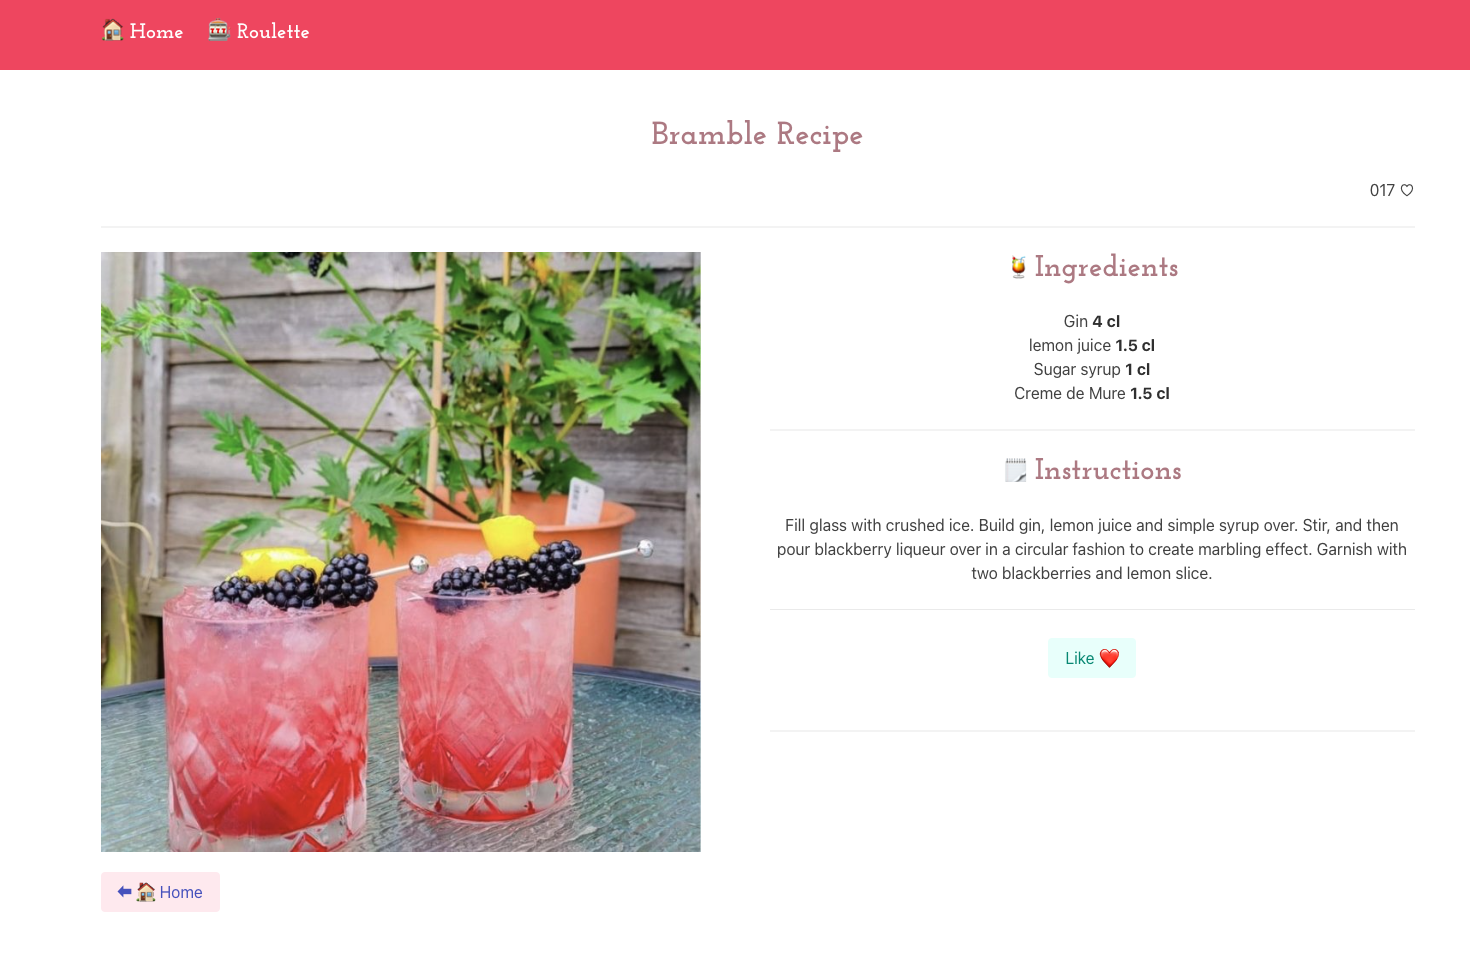 🏠 Home 🎰 Roulette
Bramble Recipe
017 ♡
🍹 Ingredients
Gin 4 cl
lemon juice 1.5 cl
Sugar syrup 1 cl
Creme de Mure 1.5 cl
🗒️ Instructions
Fill glass with crushed ice. Build gin, lemon juice and simple syrup over. Stir, and then
pour blackberry liqueur over in a circular fashion to create marbling effect. Garnish with
two blackberries and lemon slice.
Like ❤️
⬅ 🏠 Home